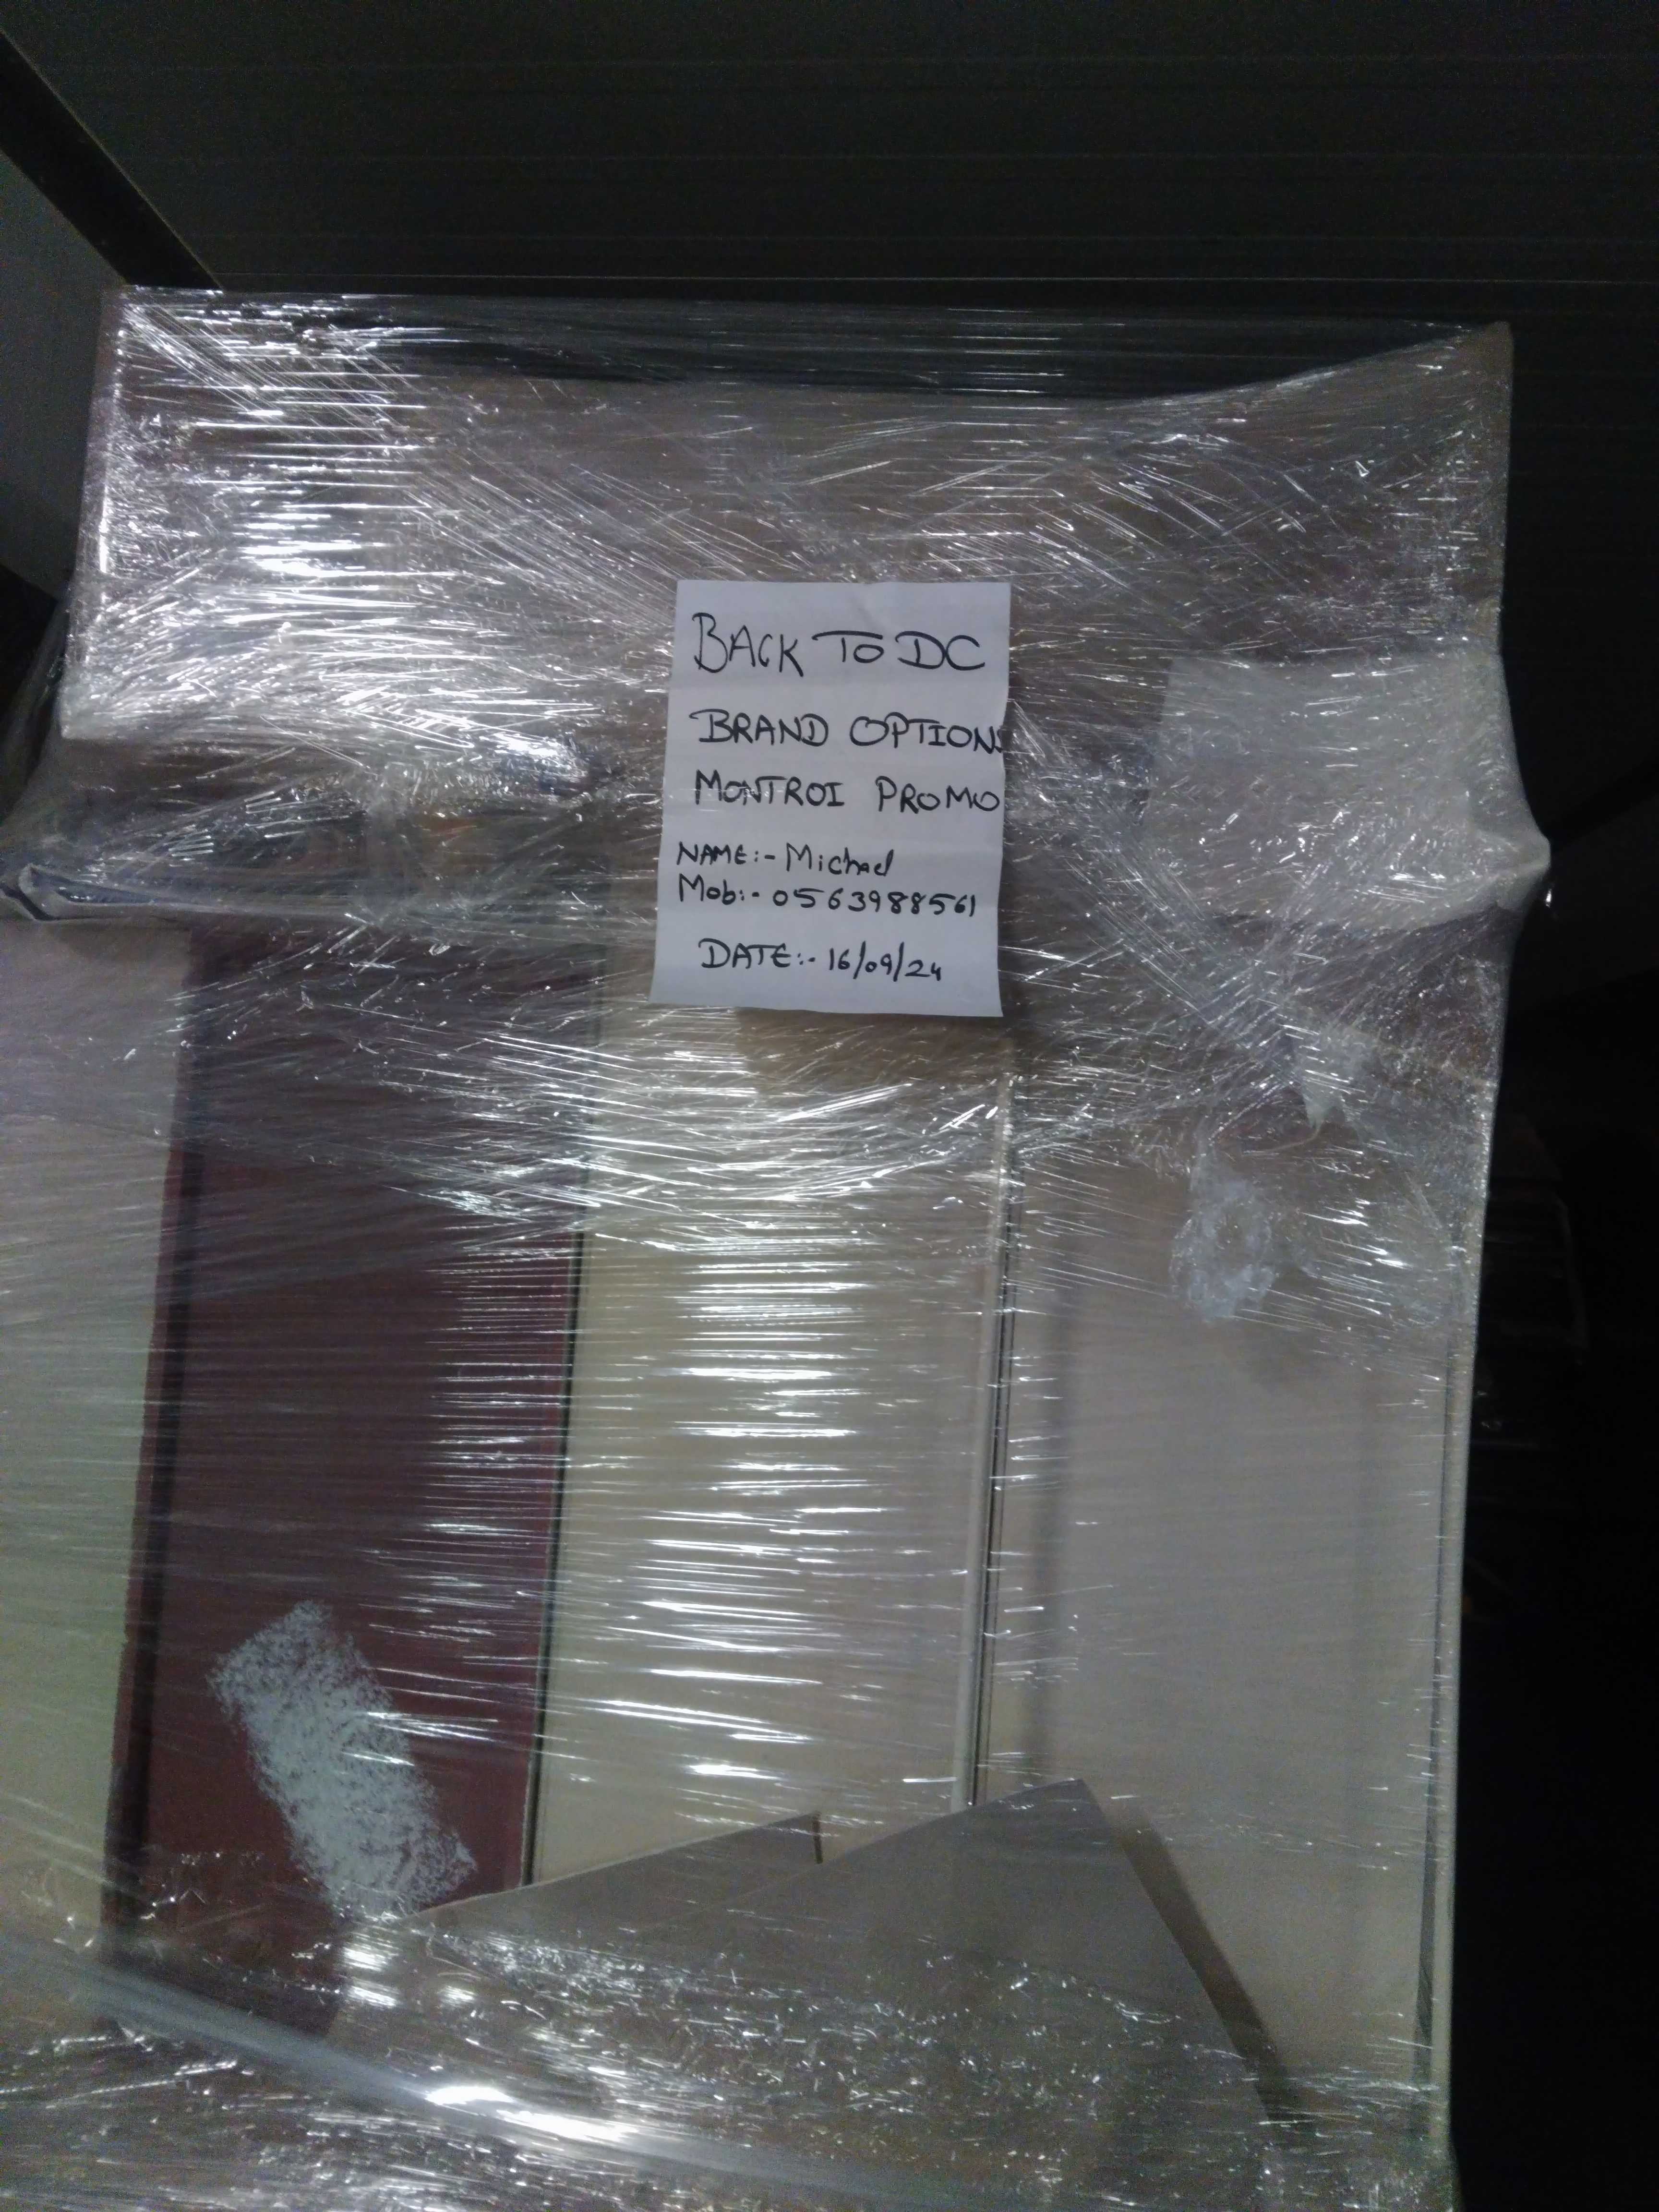 BACK TO DC
BRAND OPTIONS
MONTROI PROMO
NAME:- Michael
Mob:- 0563988561
DATE:- 16/09/24